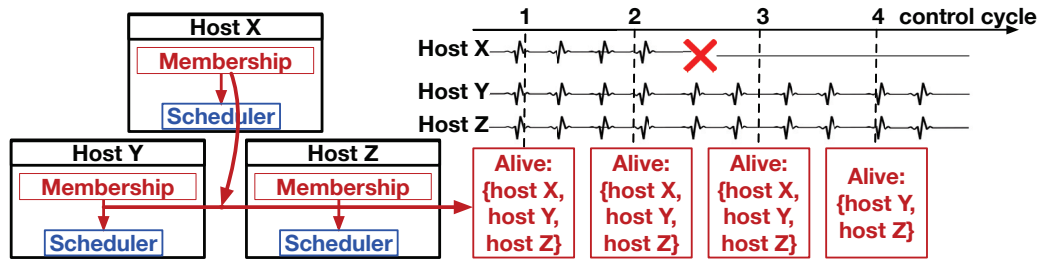 Host X
Membership
Scheduler
Host Y
Membership
Scheduler
Host Z
Membership
Scheduler
1 2 3 4 control cycle
Host X
Host Y
Host Z
Alive:
{host X,
host Y,
host Z}
Alive:
{host X,
host Y,
host Z}
Alive:
{host X,
host Y,
host Z}
Alive:
{host Y,
host Z}